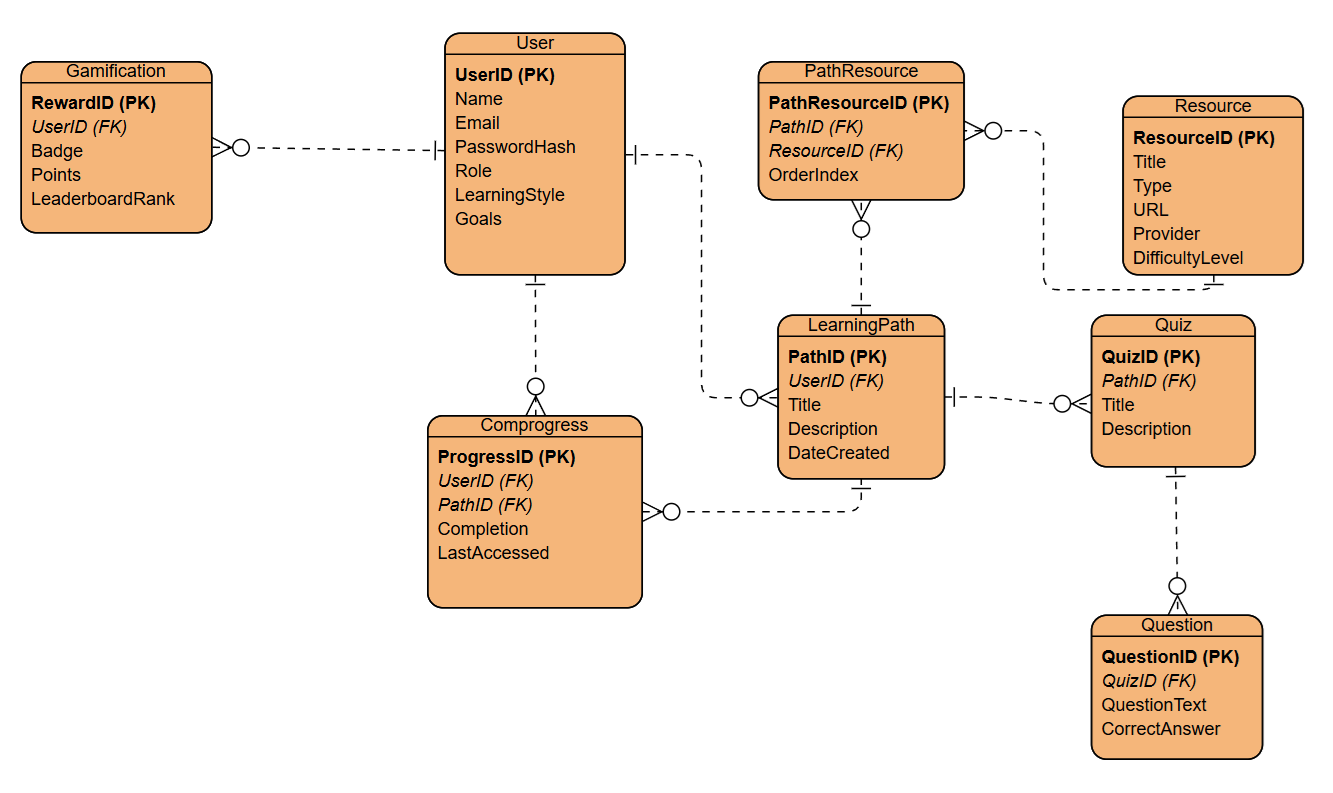 Gamification
RewardID (PK)
UserID (FK)
Badge
Points
LeaderboardRank
User
UserID (PK)
Name
Email
PasswordHash
Role
LearningStyle
Goals
PathResource
PathResourceID (PK)
PathID (FK)
ResourceID (FK)
OrderIndex
Resource
ResourceID (PK)
Title
Type
URL
Provider
DifficultyLevel
LearningPath
PathID (PK)
UserID (FK)
Title
Description
DateCreated
Quiz
QuizID (PK)
PathID (FK)
Title
Description
Comprogress
ProgressID (PK)
UserID (FK)
PathID (FK)
Completion
LastAccessed
Question
QuestionID (PK)
QuizID (FK)
QuestionText
CorrectAnswer